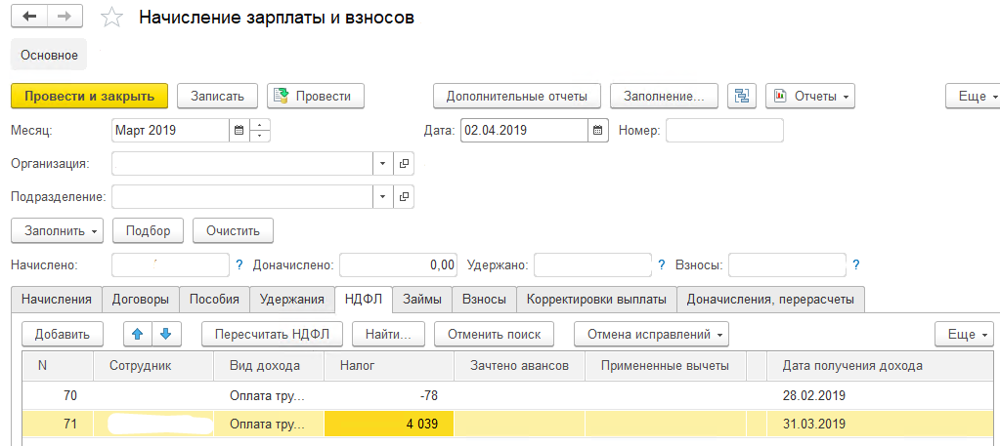 Начисление зарплаты и взносов
Основное
Провести и закрыть Записать Провести Дополнительные отчеты Заполнение... Отчеты Еще
Месяц: Март 2019 Дата: 02.04.2019 Номер:
Организация:
Подразделение:
Заполнить Подбор Очистить
Начислено: ? Доначислено: 0,00 Удержано: ? Взносы: ?
Начисления Договоры Пособия Удержания НДФЛ Займы Взносы Корректировки выплаты Доначисления, перерасчеты
Добавить Пересчитать НДФЛ Найти... Отменить поиск Отмена исправлений Еще
N Сотрудник Вид дохода Налог Зачтено авансов Примененные вычеты Дата получения дохода
70 Оплата тру... -78 28.02.2019
71 Оплата тру... 4 039 31.03.2019